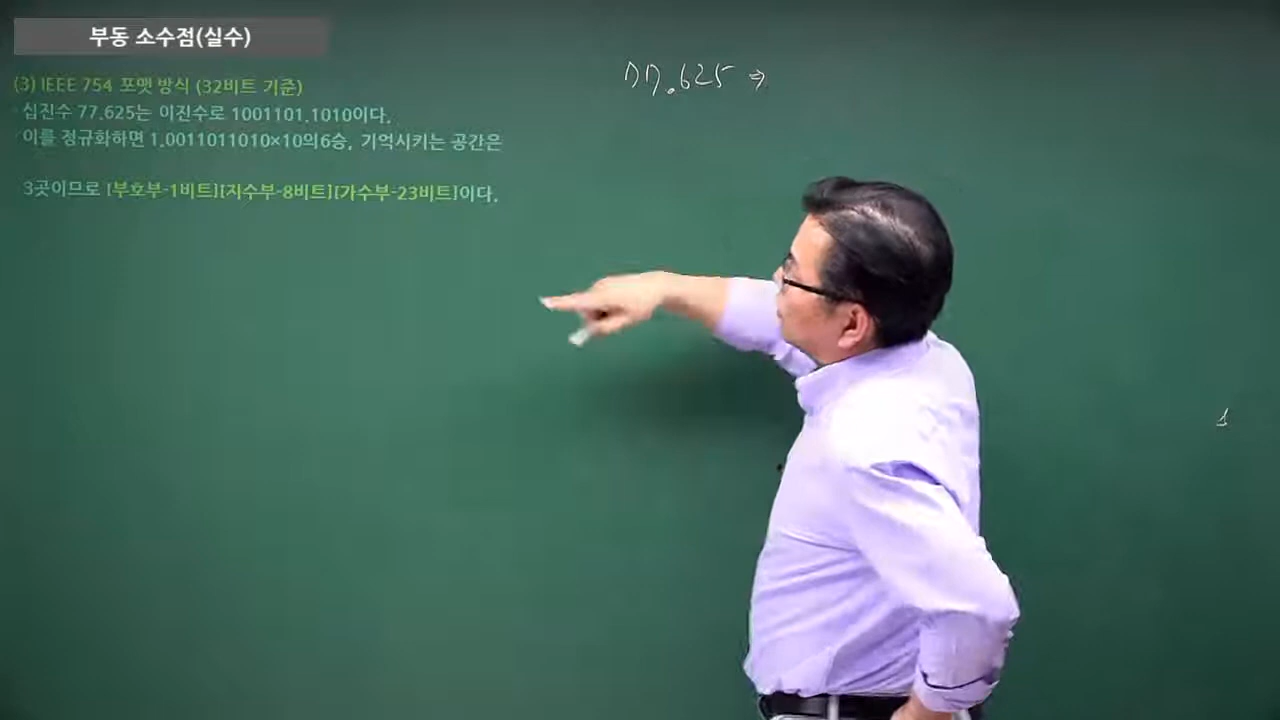 부동 소수점(실수)
(3) IEEE 754 포맷 방식 (32비트 기준)
십진수 77.625는 이진수로 1001101.1010이다.
이를 정규화하면 1.0011011010×10의6승, 기억시키는 공간은
3곳이므로 [부호부-1비트][지수부-8비트][가수부-23비트]이다.
77.625 ⇒
1